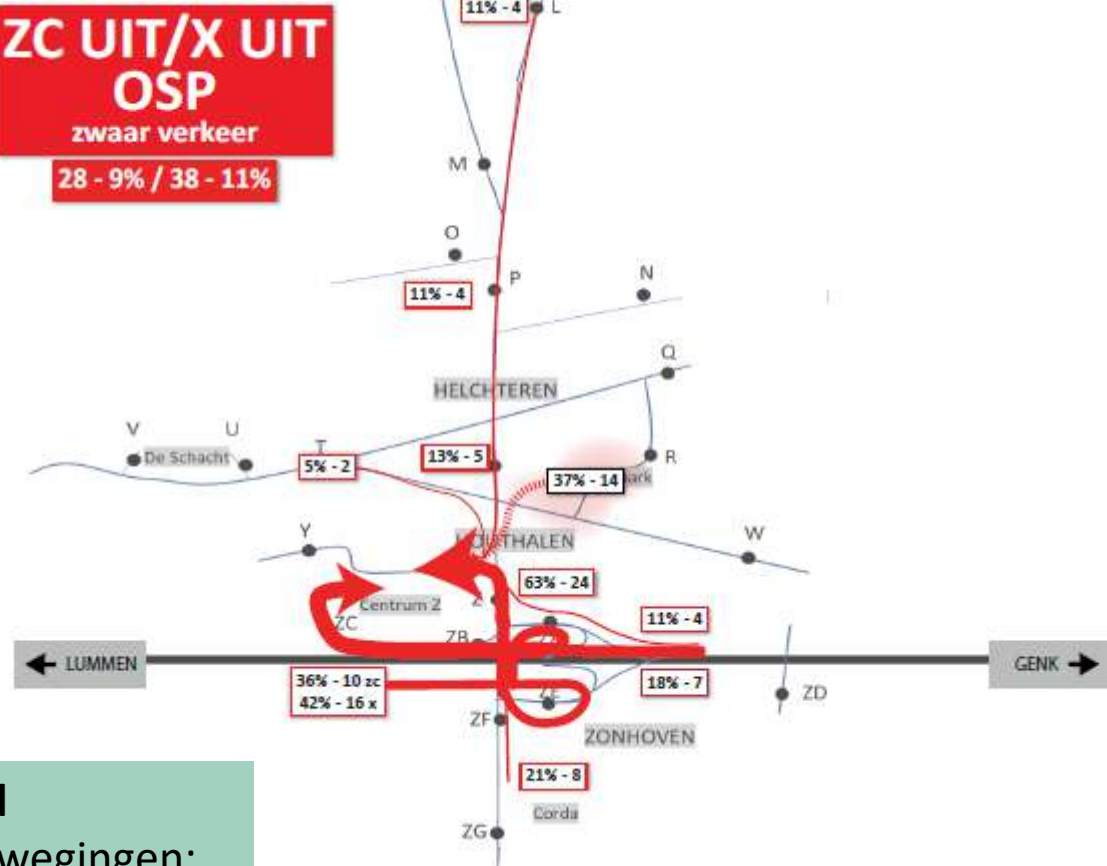 ZC UIT/X UIT
OSP
zwaar verkeer
28 - 9% / 38 - 11%
11% - 4
L
M
O
P
N
11% - 4
Q
HELCHTEREN
V
U
T
De Schacht
5% - 2
13% - 5
R
37% - 14
Y
W
63% - 24
Centrum 2
Z
ZC
ZB
11% - 4
LUMMEN
GENK
36% - 10 zc
42% - 16 x
18% - 7
ZD
ZF
ZONHOVEN
21% - 8
Corda
ZG
wegingen: